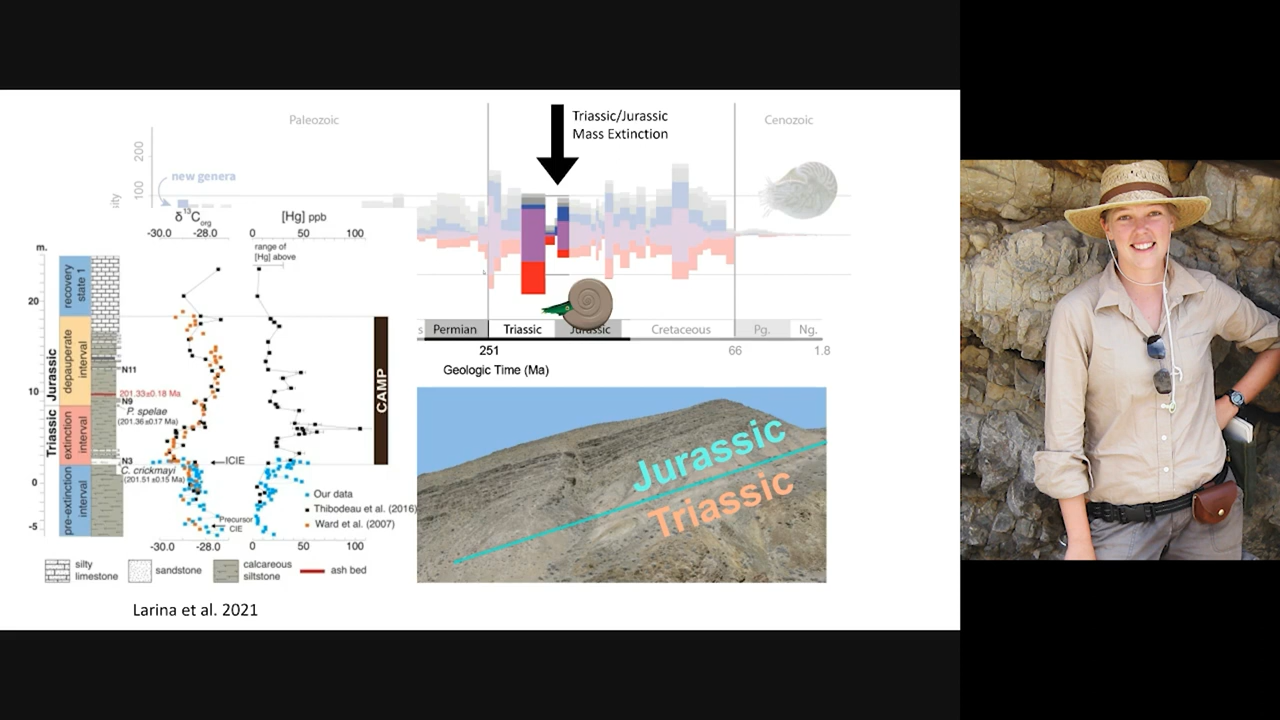 Paleozoic
Triassic/Jurassic
Mass Extinction
Cenozoic
200
100
new genera
δ¹³Corg
[Hg] ppb
-30.0 -28.0
0 50 100
range of
[Hg] above
m.
20
10
0
-5
Triassic Jurassic
recovery
state 1
depauperate
interval
extinction
interval
pre-extinction
interval
N11
201.33±0.18 Ma
N9
P. spelae
(201.36±0.17 Ma)
N3
C. crickmayi
(201.51±0.15 Ma)
ICIE
Precursor
CIE
CAMP
Our data
Thibodeau et al. (2016)
Ward et al. (2007)
-30.0 -28.0
0 50 100
silty
limestone
sandstone
calcareous
siltstone
ash bed
Larina et al. 2021
s Permian Triassic Jurassic Cretaceous Pg. Ng.
251 66 1.8
Geologic Time (Ma)
Jurassic
Triassic